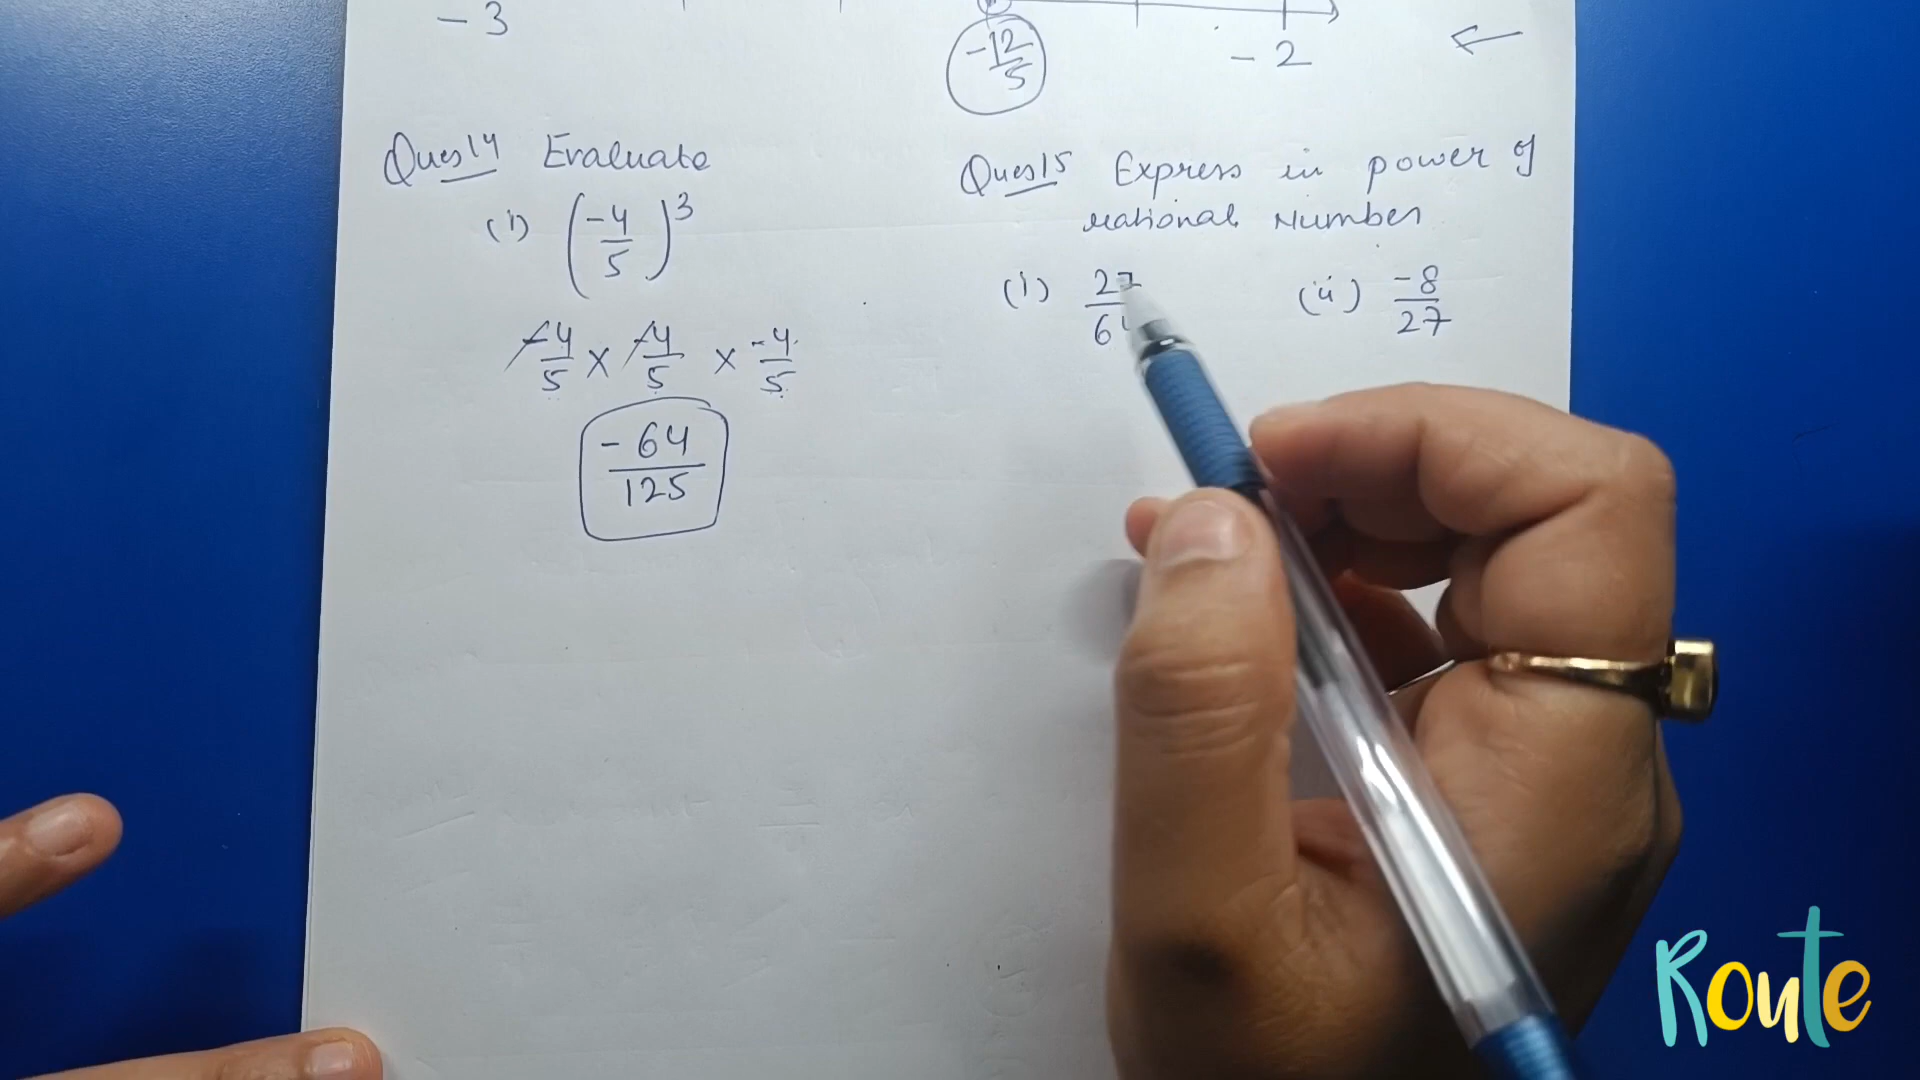 -3
-12/5
-2
←
Ques14 Evaluate
(i) (-4/5)³
-4/5 × -4/5 × -4/5
-64/125
Ques15 Express in power of
rational Number
(i) 27/64 (ii) -8/27
Route